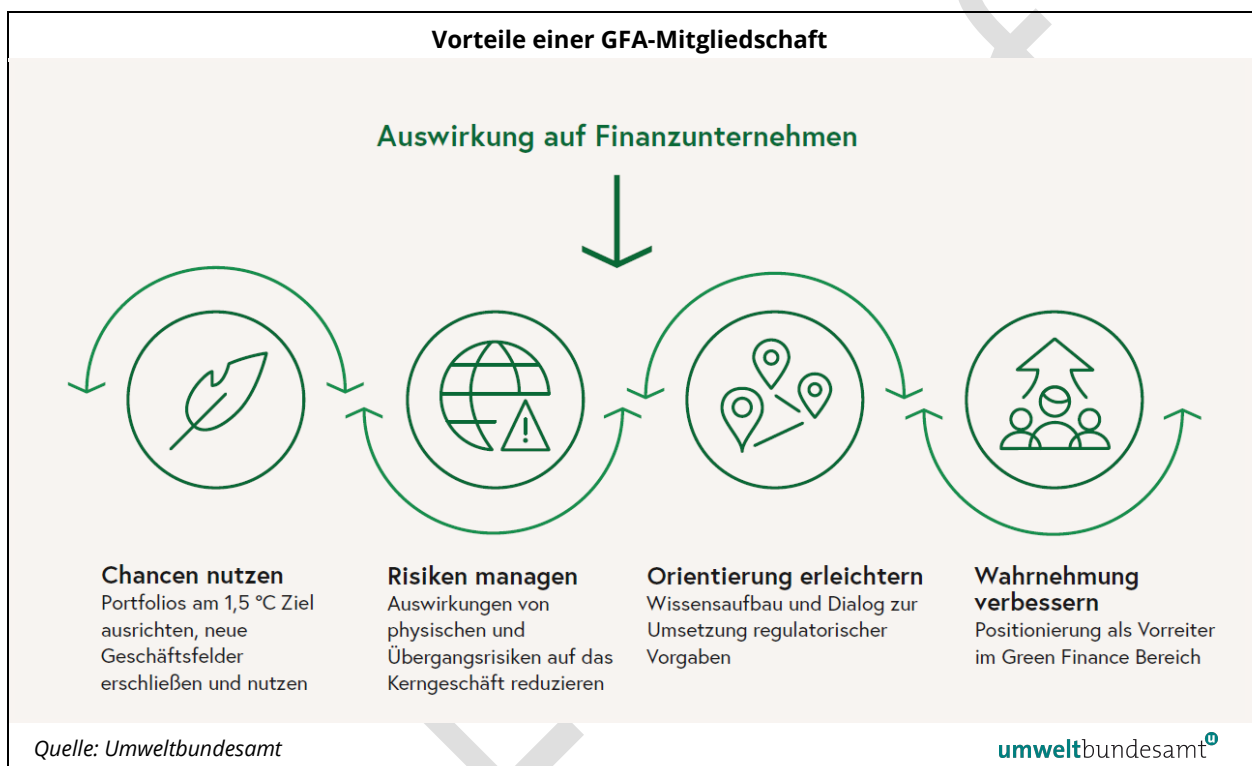 Vorteile einer GFA-Mitgliedschaft
Auswirkung auf Finanzunternehmen
Chancen nutzen
Portfolios am 1,5 °C Ziel
ausrichten, neue
Geschäftsfelder
erschließen und nutzen
Risiken managen
Auswirkungen von
physischen und
Übergangsrisiken auf das
Kerngeschäft reduzieren
Orientierung erleichtern
Wissensaufbau und Dialog zur
Umsetzung regulatorischer
Vorgaben
Wahrnehmung
verbessern
Positionierung als Vorreiter
im Green Finance Bereich
Quelle: Umweltbundesamt
umweltbundesamt